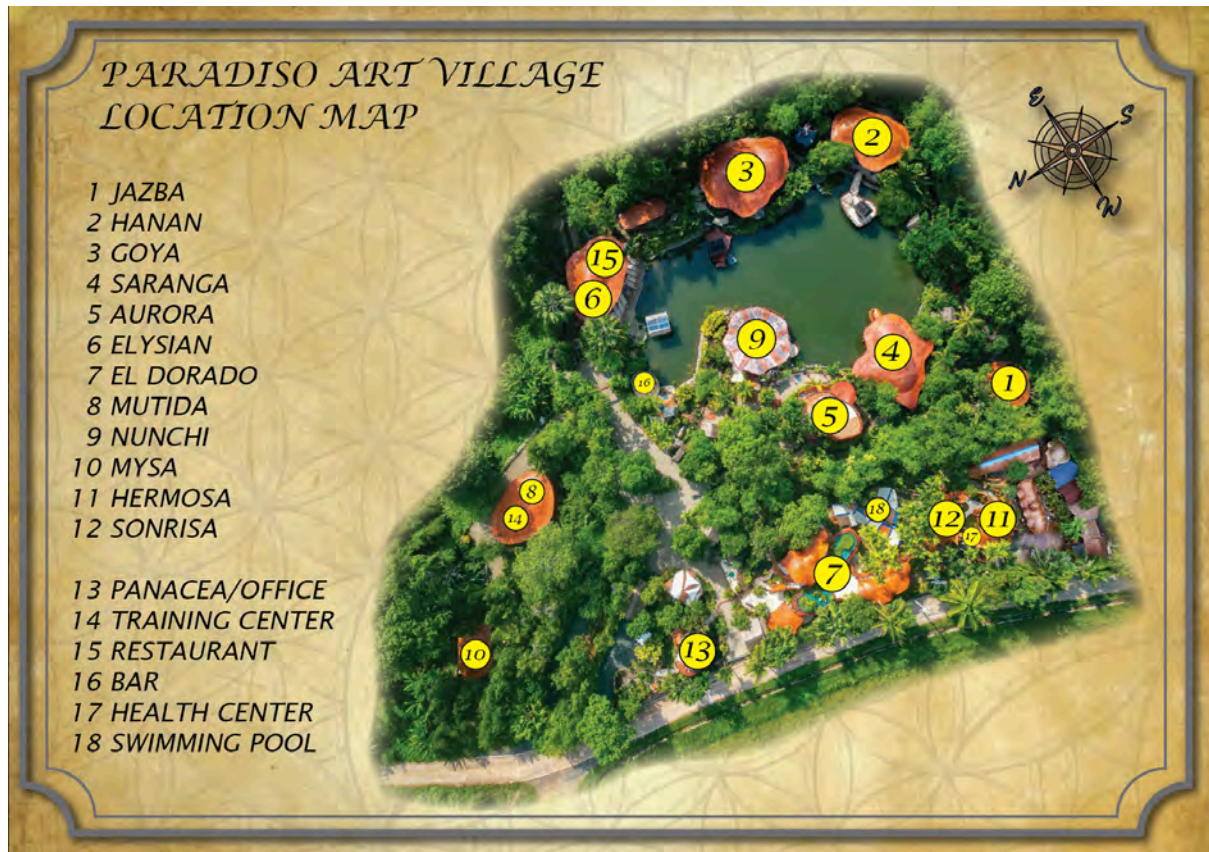 PARADISO ART VILLAGE
LOCATION MAP
1 JAZBA
2 HANAN
3 GOYA
4 SARANGA
5 AURORA
6 ELYSIAN
7 EL DORADO
8 MUTIDA
9 NUNCHI
10 MYSA
11 HERMOSA
12 SONRISA
13 PANACEA/OFFICE
14 TRAINING CENTER
15 RESTAURANT
16 BAR
17 HEALTH CENTER
18 SWIMMING POOL
E
S
N
W
2
3
15
6
9
4
16
1
5
8
14
18
12
11
17
7
13
10